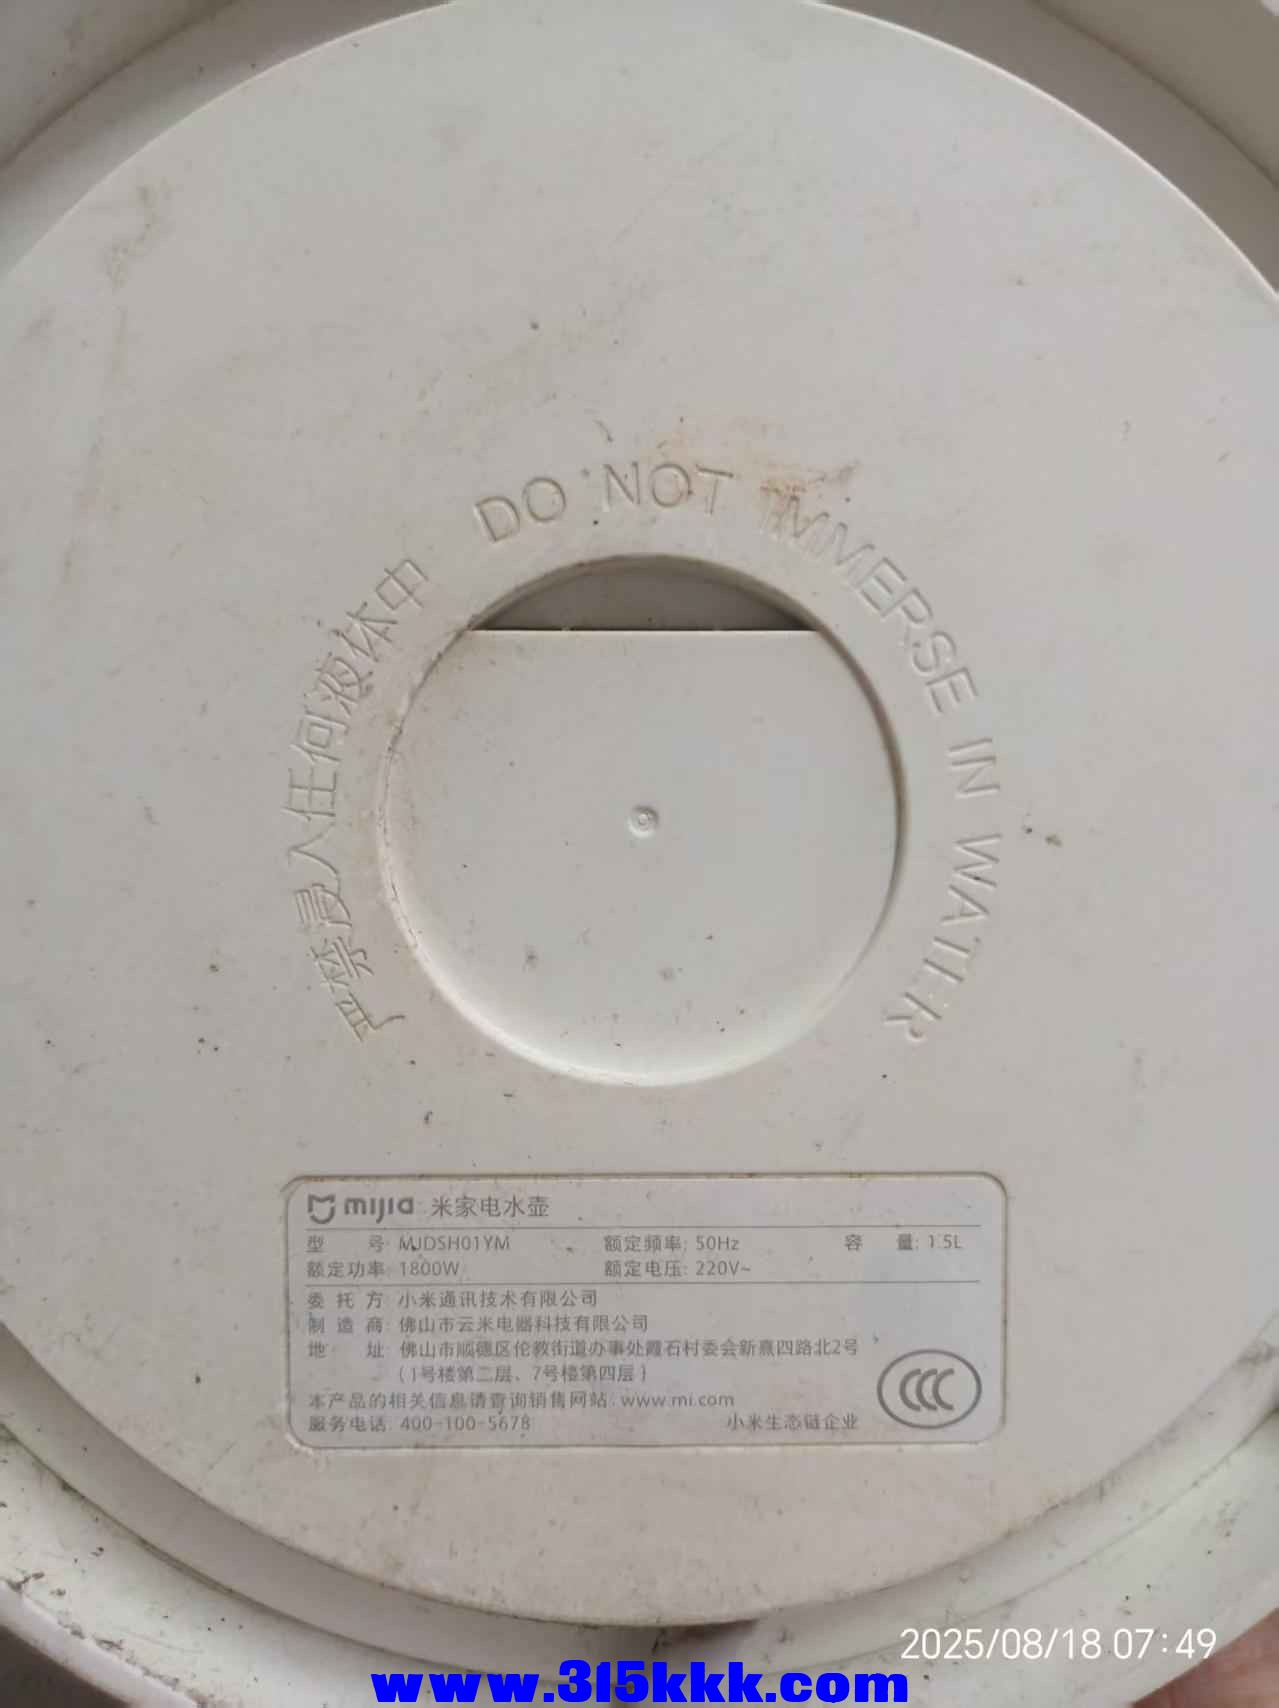 严禁浸入任何液体中 DO NOT IMMERSE IN WATER
mijia 米家电水壶
型 号: MJDSH01YM 额定频率: 50Hz 容 量: 1.5L
额定功率: 1800W 额定电压: 220V~
委 托 方: 小米通讯技术有限公司
制 造 商: 佛山市云米电器科技有限公司
地 址: 佛山市顺德区伦教街道办事处霞石村委会新熹四路北2号
(1号楼第二层、7号楼第四层)
本产品的相关信息请查询销售网站: www.mi.com
服务电话: 400-100-5678 小米生态链企业
CCC
2025/08/18 07:49
www.315kkk.com